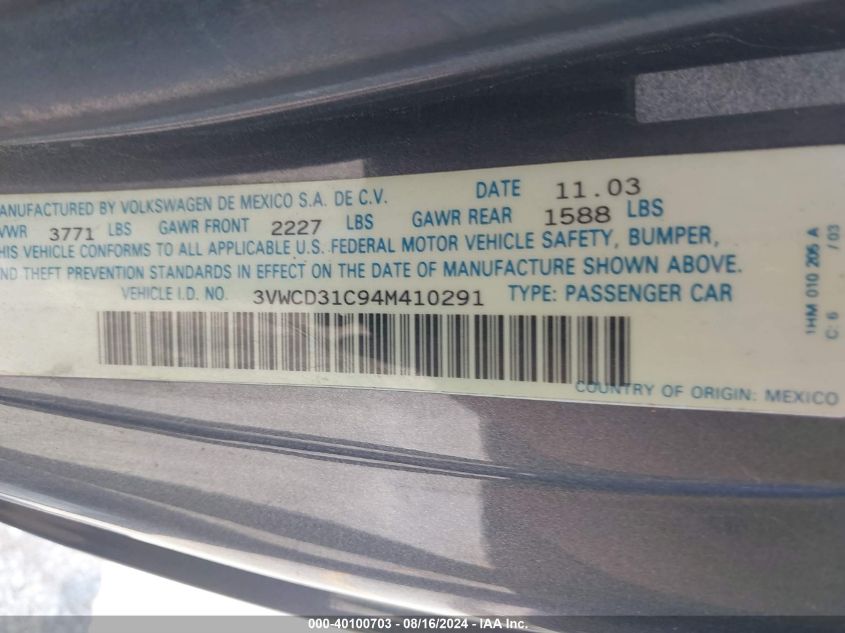 ANUFACTURED BY VOLKSWAGEN DE MEXICO S.A. DE C.V. DATE 11.03
VWR 3771 LBS GAWR FRONT 2227 LBS GAWR REAR 1588 LBS
HIS VEHICLE CONFORMS TO ALL APPLICABLE U.S. FEDERAL MOTOR VEHICLE SAFETY, BUMPER,
ND THEFT PREVENTION STANDARDS IN EFFECT ON THE DATE OF MANUFACTURE SHOWN ABOVE.
VEHICLE I.D. NO. 3VWCD31C94M410291 TYPE: PASSENGER CAR
COUNTRY OF ORIGIN: MEXICO
1HM 010 205 A
C: 6 / 03
000-40100703 - 08/16/2024 - IAA Inc.